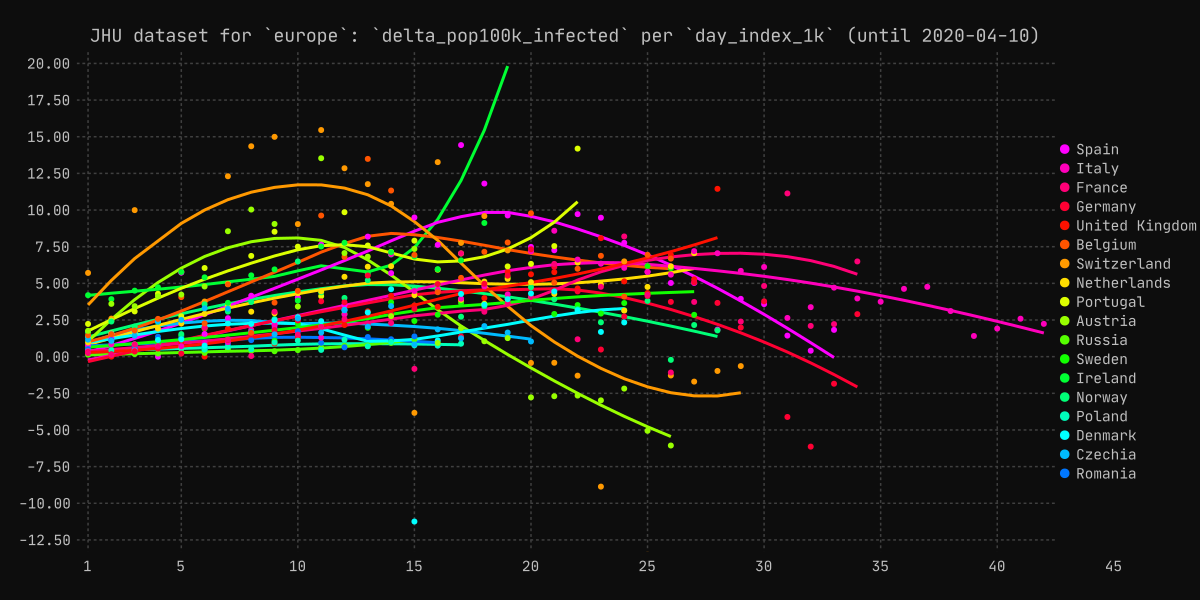 JHU dataset for `europe`: `delta_pop100k_infected` per `day_index_1k` (until 2020-04-10)
20.00
17.50
15.00
12.50
10.00
7.50
5.00
2.50
0.00
−2.50
−5.00
−7.50
−10.00
−12.50
1 5 10 15 20 25 30 35 40 45
Spain
Italy
France
Germany
United Kingdom
Belgium
Switzerland
Netherlands
Portugal
Austria
Russia
Sweden
Ireland
Norway
Poland
Denmark
Czechia
Romania